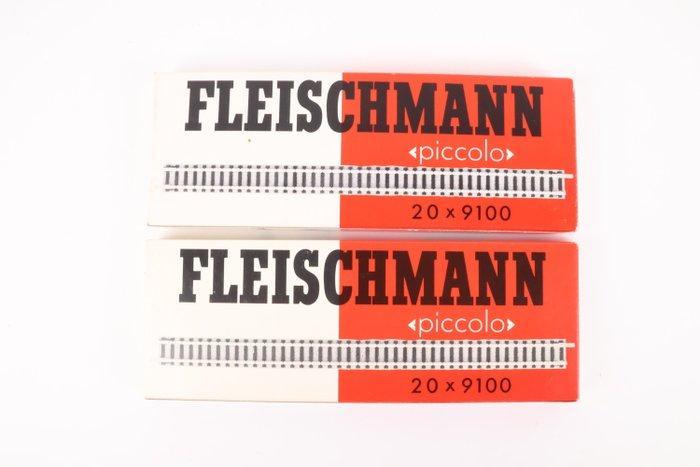 FLEISCHMANN
‹piccolo›
20 x 9100
FLEISCHMANN
‹piccolo›
20 x 9100